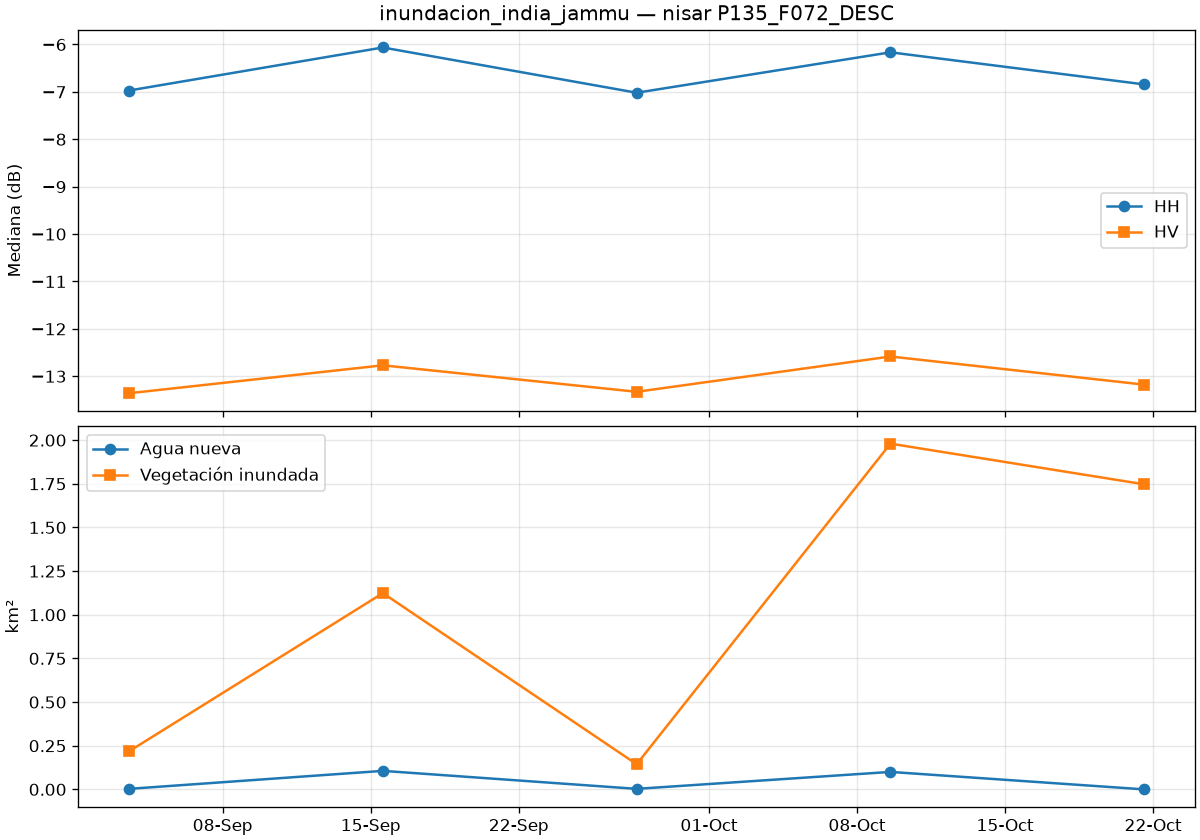 inundacion_india_jammu — nisar P135_F072_DESC
−6
−7
−8
−9
−10
−11
−12
−13
Mediana (dB)
HH
HV
2.00
1.75
1.50
1.25
1.00
0.75
0.50
0.25
0.00
km²
Agua nueva
Vegetación inundada
08-Sep 15-Sep 22-Sep 01-Oct 08-Oct 15-Oct 22-Oct